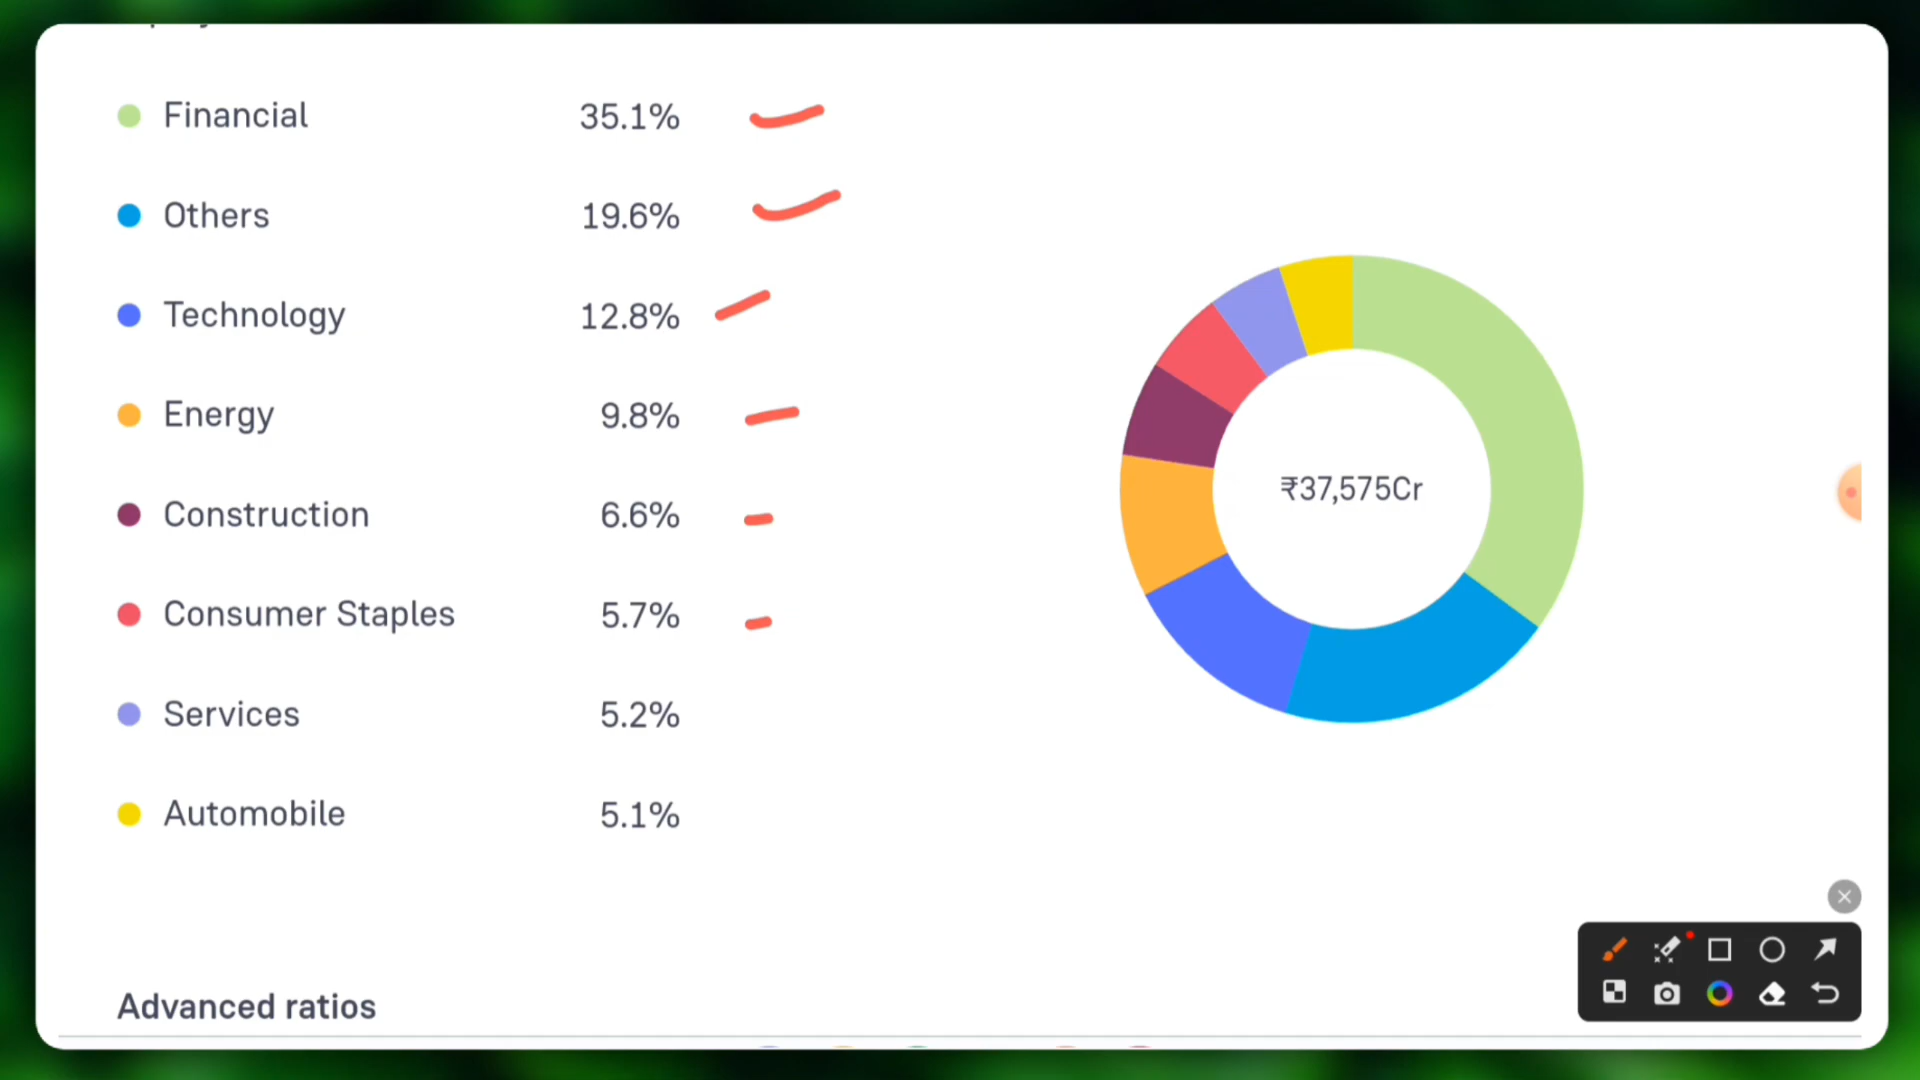 Financial 35.1%
Others 19.6%
Technology 12.8%
Energy 9.8%
Construction 6.6%
Consumer Staples 5.7%
Services 5.2%
Automobile 5.1%
₹37,575Cr
Advanced ratios